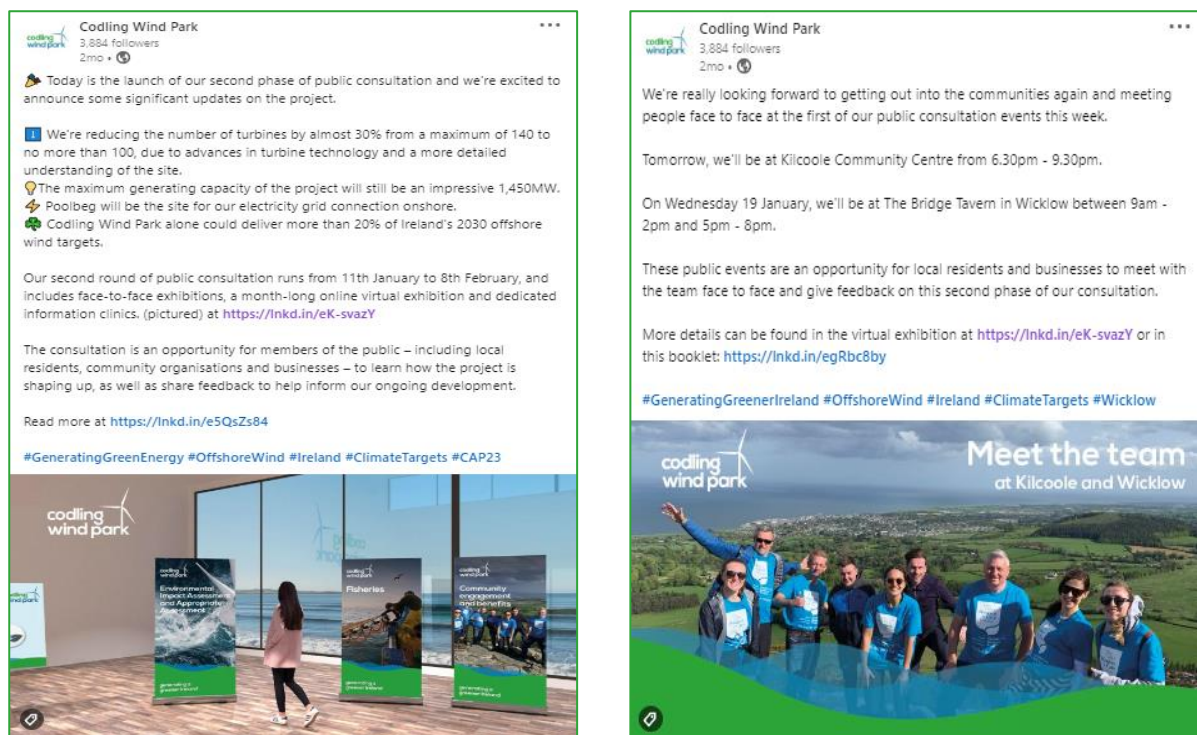 Codling Wind Park
3,884 followers
2mo •
Today is the launch of our second phase of public consultation and we're excited to
announce some significant updates on the project.
We're reducing the number of turbines by almost 30% from a maximum of 140 to
no more than 100, due to advances in turbine technology and a more detailed
understanding of the site.
The maximum generating capacity of the project will still be an impressive 1,450MW.
Poolbeg will be the site for our electricity grid connection onshore.
Codling Wind Park alone could deliver more than 20% of Ireland's 2030 offshore
wind targets.
Our second round of public consultation runs from 11th January to 8th February, and
includes face-to-face exhibitions, a month-long online virtual exhibition and dedicated
information clinics. (pictured) at https://lnkd.in/eK-svazY
The consultation is an opportunity for members of the public – including local
residents, community organisations and businesses – to learn how the project is
shaping up, as well as share feedback to help inform our ongoing development.
Read more at https://lnkd.in/e5QsZs84
#GeneratingGreenEnergy #OffshoreWind #Ireland #ClimateTargets #CAP23
codling
wind park
Environmental
Impact Assessment
and Appropriate
Assessment
Fisheries
Community
engagement
and benefits
generating a
greener Ireland
generating a
greener Ireland
generating a
greener Ireland
Codling Wind Park
3,884 followers
2mo •
We're really looking forward to getting out into the communities again and meeting
people face to face at the first of our public consultation events this week.
Tomorrow, we'll be at Kilcoole Community Centre from 6.30pm - 9.30pm.
On Wednesday 19 January, we'll be at The Bridge Tavern in Wicklow between 9am -
2pm and 5pm - 8pm.
These public events are an opportunity for local residents and businesses to meet with
the team face to face and give feedback on this second phase of our consultation.
More details can be found in the virtual exhibition at https://lnkd.in/eK-svazY or in
this booklet: https://lnkd.in/egRbc8by
#GeneratingGreenerIreland #OffshoreWind #Ireland #ClimateTargets #Wicklow
codling
wind park
Meet the team
at Kilcoole and Wicklow